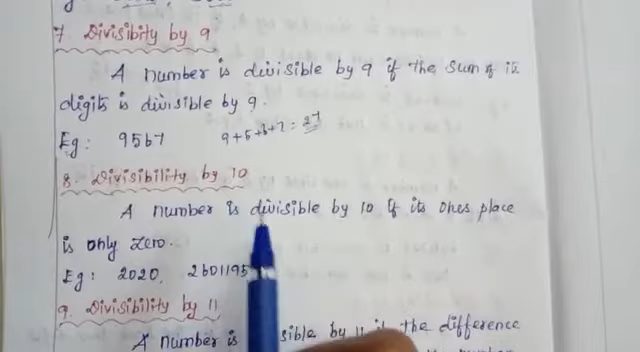 7 Divisibity by 9
A number is divisible by 9 if the sum of its
digits is divisible by 9.
Eg: 9567 9+5+6+7=27
8. Divisibility by 10
A number is divisible by 10 if its ones place
is only zero.
Eg: 2020, 2601195
9. Divisibility by 11
A number is sible by 11 if the difference